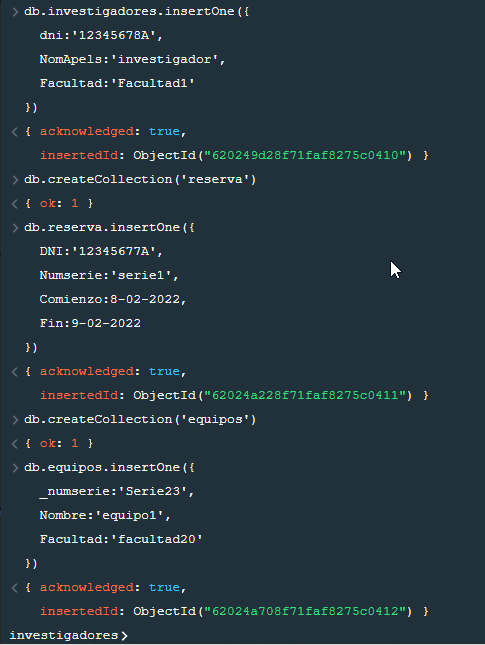 > db.investigadores.insertOne({
dni:'12345678A',
NomApels:'investigador',
Facultad:'Facultad1'
})
< { acknowledged: true,
insertedId: ObjectId("620249d28f71faf8275c0410") }
> db.createCollection('reserva')
< { ok: 1 }
> db.reserva.insertOne({
DNI:'12345677A',
Numserie:'serie1',
Comienzo:8-02-2022,
Fin:9-02-2022
})
< { acknowledged: true,
insertedId: ObjectId("62024a228f71faf8275c0411") }
> db.createCollection('equipos')
< { ok: 1 }
> db.equipos.insertOne({
_numserie:'Serie23',
Nombre:'equipo1',
Facultad:'facultad20'
})
< { acknowledged: true,
insertedId: ObjectId("62024a708f71faf8275c0412") }
investigadores>